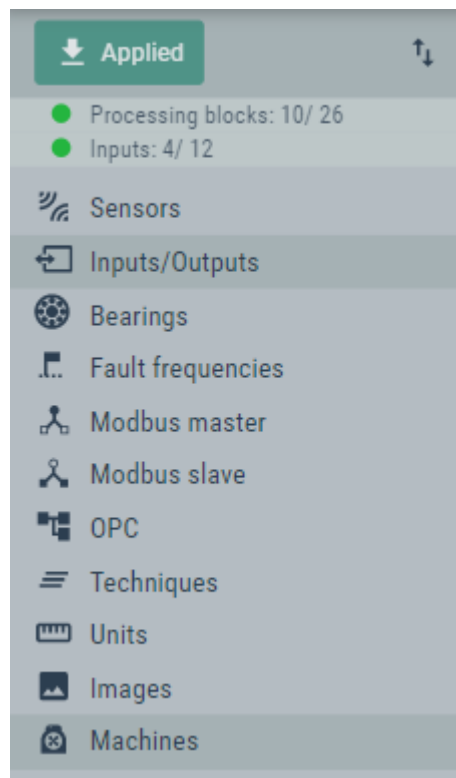 Applied
Processing blocks: 10/ 26
Inputs: 4/ 12
Sensors
Inputs/Outputs
Bearings
Fault frequencies
Modbus master
Modbus slave
OPC
Techniques
Units
Images
Machines